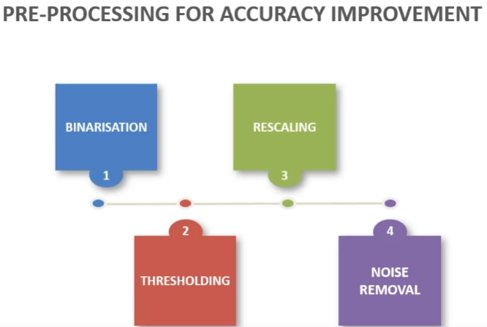 PRE-PROCESSING FOR ACCURACY IMPROVEMENT
BINARISATION
1
2
THRESHOLDING
RESCALING
3
4
NOISE
REMOVAL